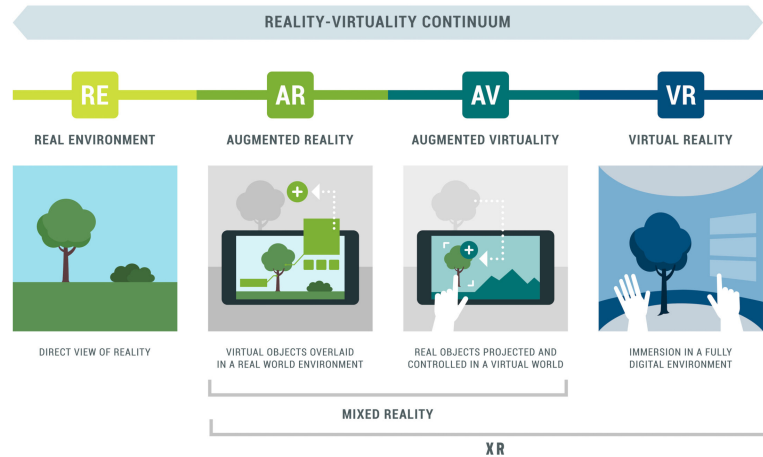 REALITY-VIRTUALITY CONTINUUM
RE
AR
AV
VR
REAL ENVIRONMENT
AUGMENTED REALITY
AUGMENTED VIRTUALITY
VIRTUAL REALITY
DIRECT VIEW OF REALITY
VIRTUAL OBJECTS OVERLAID
IN A REAL WORLD ENVIRONMENT
REAL OBJECTS PROJECTED AND
CONTROLLED IN A VIRTUAL WORLD
IMMERSION IN A FULLY
DIGITAL ENVIRONMENT
MIXED REALITY
XR